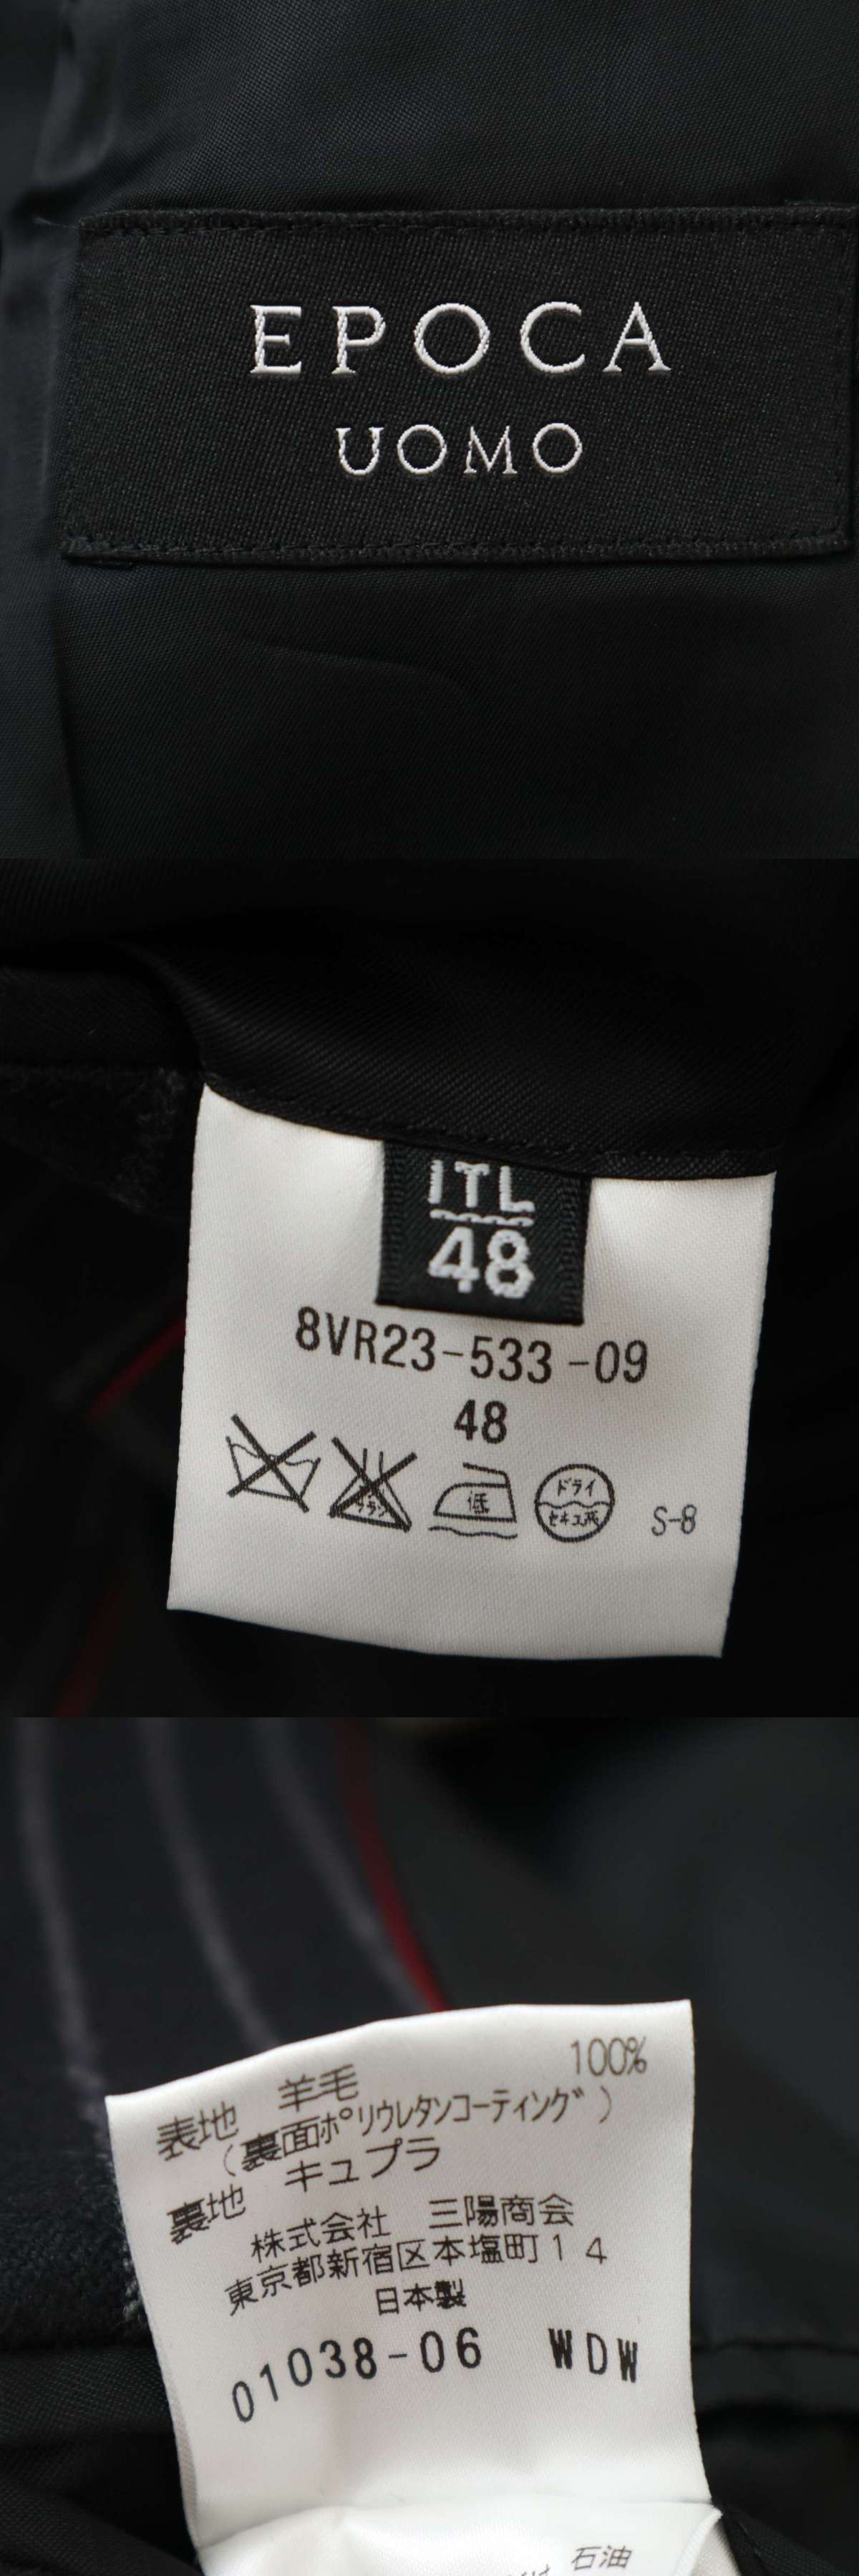 EPOCA
UOMO
ITL
48
8VR23-533-09
48
低
ドライ
セキユ系
S-8
表地 羊毛 100%
(裏面ポリウレタンコーティング)
裏地 キュプラ
株式会社 三陽商会
東京都新宿区本塩町14
日本製
01038-06 WDW
石油